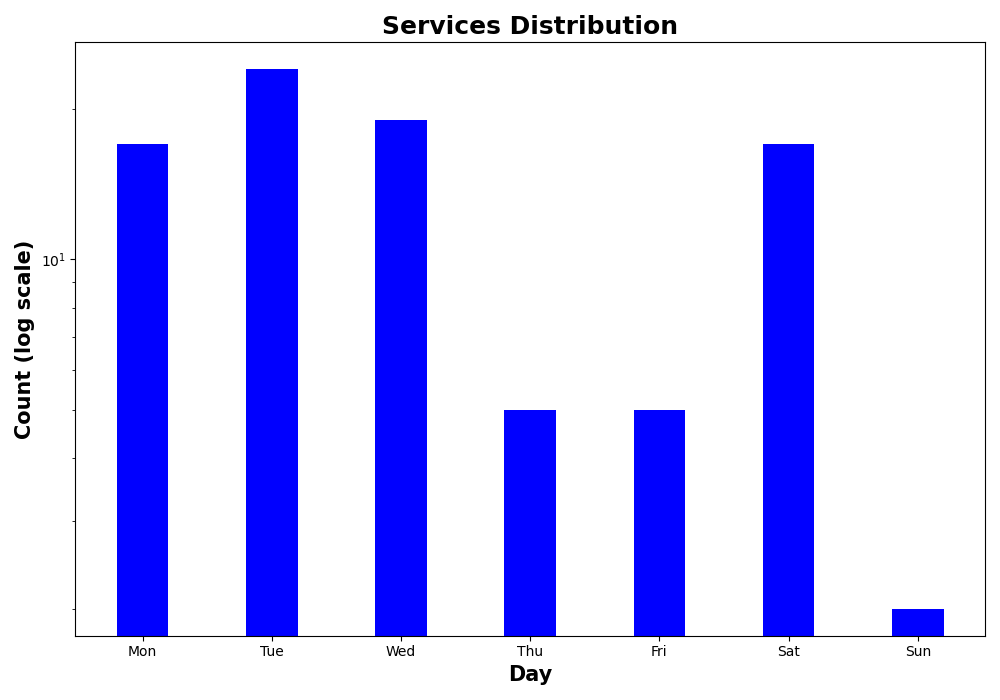 Services Distribution
Count (log scale)
10¹
Mon Tue Wed Thu Fri Sat Sun
Day